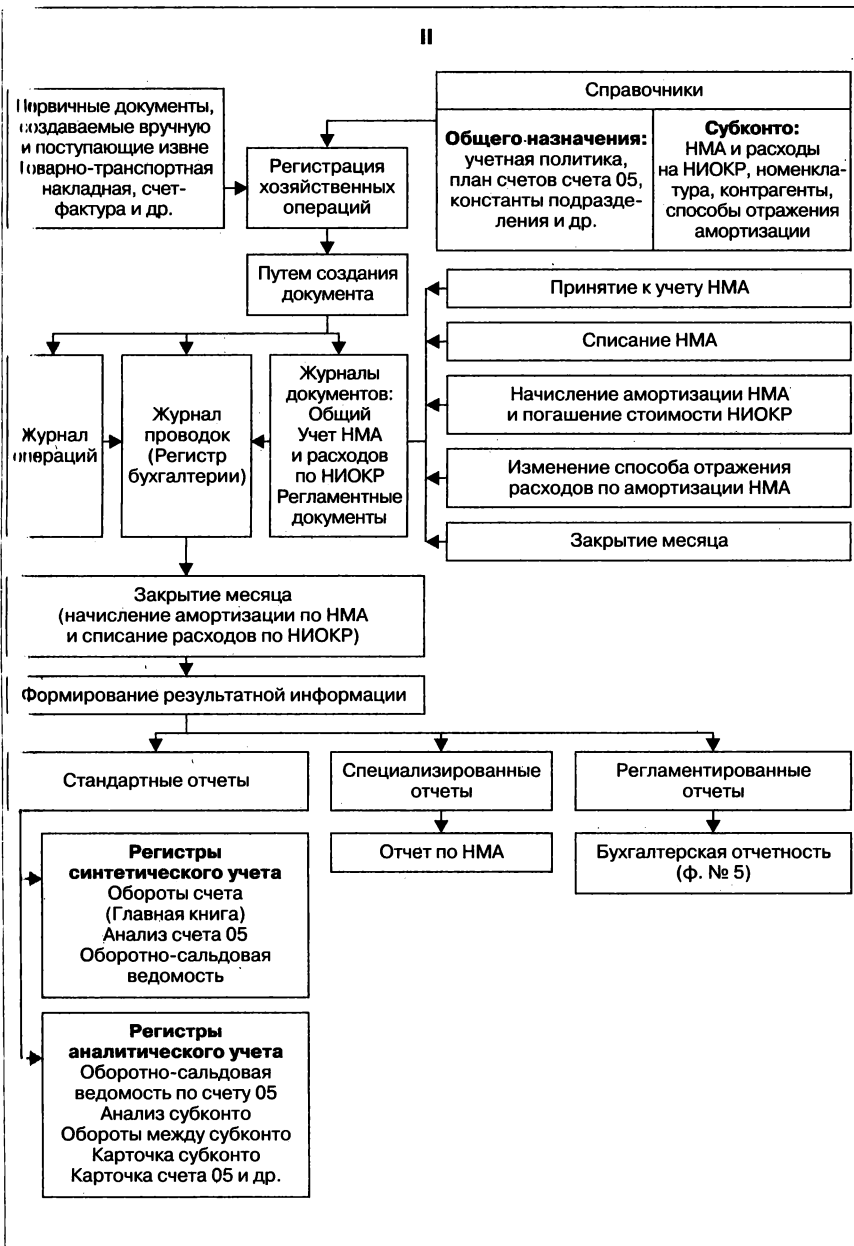 II
Первичные документы,
создаваемые вручную
и поступающие извне
Товарно-транспортная
накладная, счет-
фактура и др.
Регистрация
хозяйственных
операций
Справочники
Общего назначения:
учетная политика,
план счетов счета 05,
константы подразде-
ления и др.
Субконто:
НМА и расходы
на НИОКР, номенкла-
тура, контрагенты,
способы отражения
амортизации
Путем создания
документа
Принятие к учету НМА
Списание НМА
Начисление амортизации НМА
и погашение стоимости НИОКР
Изменение способа отражения
расходов по амортизации НМА
Закрытие месяца
Журнал
операций
Журнал
проводок
(Регистр
бухгалтерии)
Журналы
документов:
Общий
Учет НМА
и расходов
по НИОКР
Регламентные
документы
Закрытие месяца
(начисление амортизации по НМА
и списание расходов по НИОКР)
Формирование результатной информации
Стандартные отчеты
Специализированные
отчеты
Регламентированные
отчеты
Отчет по НМА
Бухгалтерская отчетность
(ф. № 5)
Регистры
синтетического учета
Обороты счета
(Главная книга)
Анализ счета 05
Оборотно-сальдовая
ведомость
Регистры
аналитического учета
Оборотно-сальдовая
ведомость по счету 05
Анализ субконто
Обороты между субконто
Карточка субконто
Карточка счета 05 и др.